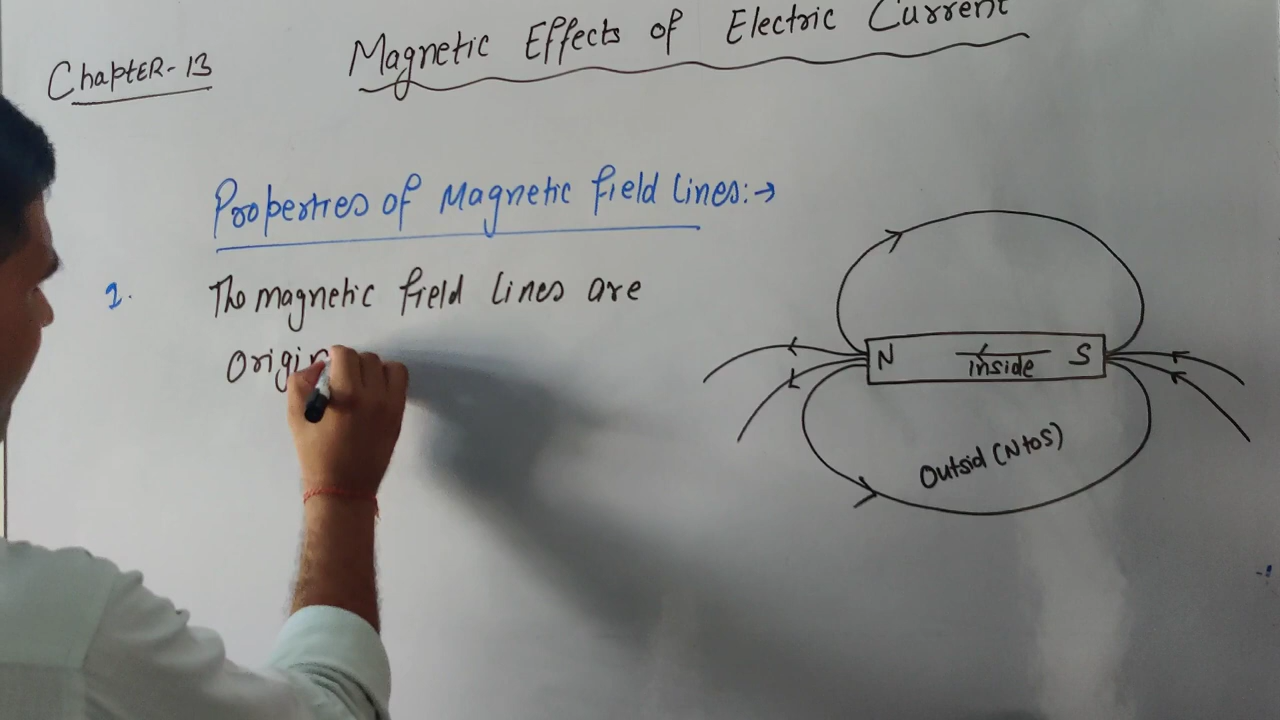 Chapter-13
Magnetic Effects of Electric Current
Properties of Magnetic field Lines:→
1.
The magnetic field lines are
origin
N inside S
Outsid (N to S)